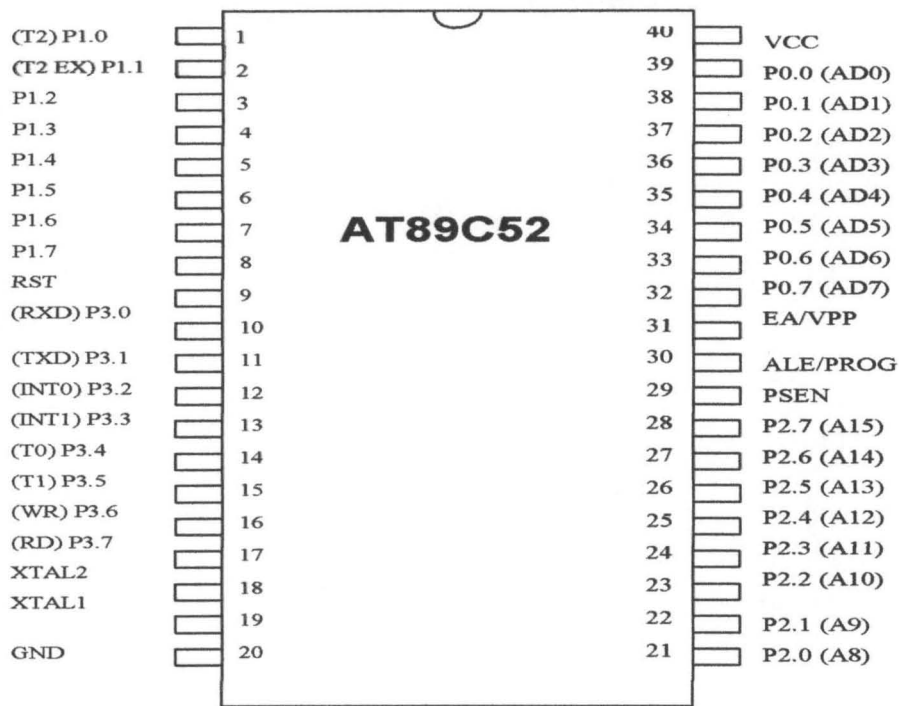 (T2) P1.0
1
40
VCC
(T2 EX) P1.1
2
39
P0.0 (AD0)
P1.2
3
38
P0.1 (AD1)
P1.3
4
37
P0.2 (AD2)
P1.4
5
36
P0.3 (AD3)
P1.5
6
35
P0.4 (AD4)
P1.6
7
AT89C52
34
P0.5 (AD5)
P1.7
8
33
P0.6 (AD6)
RST
9
32
P0.7 (AD7)
(RXD) P3.0
10
31
EA/VPP
(TXD) P3.1
11
30
ALE/PROG
(INT0) P3.2
12
29
PSEN
(INT1) P3.3
13
28
P2.7 (A15)
(T0) P3.4
14
27
P2.6 (A14)
(T1) P3.5
15
26
P2.5 (A13)
(WR) P3.6
16
25
P2.4 (A12)
(RD) P3.7
17
24
P2.3 (A11)
XTAL2
18
23
P2.2 (A10)
XTAL1
19
22
P2.1 (A9)
GND
20
21
P2.0 (A8)